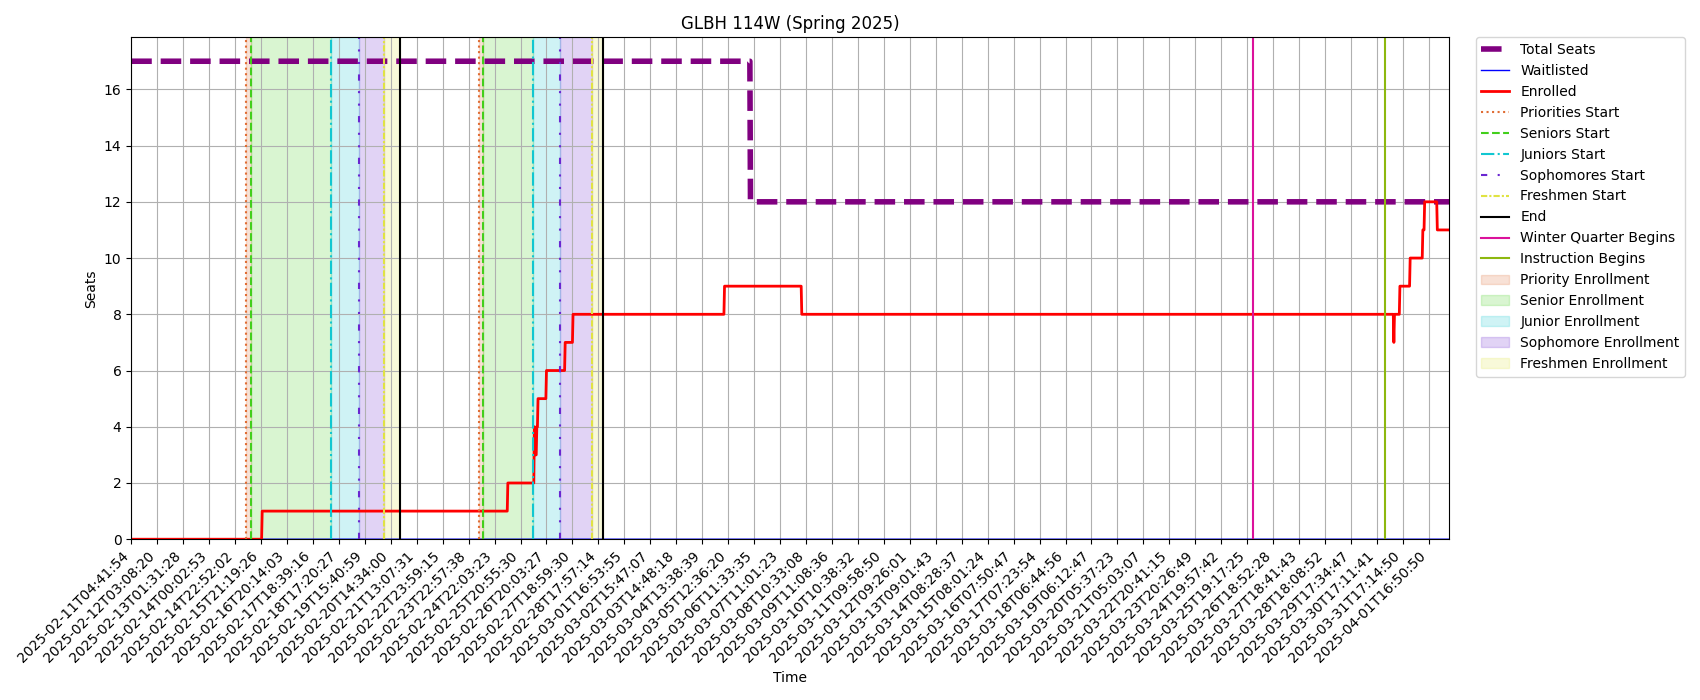 GLBH 114W (Spring 2025)
Seats
16
14
12
10
8
6
4
2
0
2025-02-11T04:41:54
2025-02-12T03:08:20
2025-02-13T01:31:28
2025-02-14T00:02:53
2025-02-14T22:52:02
2025-02-15T21:19:26
2025-02-16T20:14:03
2025-02-17T18:39:16
2025-02-18T17:20:27
2025-02-19T15:40:59
2025-02-20T14:34:00
2025-02-21T13:07:31
2025-02-22T23:59:15
2025-02-23T22:57:38
2025-02-24T22:03:23
2025-02-25T20:55:30
2025-02-26T20:03:27
2025-02-27T18:59:30
2025-02-28T17:57:14
2025-03-01T16:53:55
2025-03-02T15:47:07
2025-03-03T14:48:18
2025-03-04T13:38:39
2025-03-05T12:36:20
2025-03-06T11:33:35
2025-03-07T11:01:23
2025-03-08T10:33:08
2025-03-09T11:08:36
2025-03-10T10:38:32
2025-03-11T09:58:50
2025-03-12T09:26:01
2025-03-13T09:01:43
2025-03-14T08:28:37
2025-03-15T08:01:24
2025-03-16T07:50:47
2025-03-17T07:23:54
2025-03-18T06:44:56
2025-03-19T06:12:47
2025-03-20T05:37:23
2025-03-21T05:03:07
2025-03-22T20:41:15
2025-03-23T20:26:49
2025-03-24T19:57:42
2025-03-25T19:17:25
2025-03-26T18:52:28
2025-03-27T18:41:43
2025-03-28T18:08:52
2025-03-29T17:34:47
2025-03-30T17:11:41
2025-03-31T17:14:50
2025-04-01T16:50:50
Time
Total Seats
Waitlisted
Enrolled
Priorities Start
Seniors Start
Juniors Start
Sophomores Start
Freshmen Start
End
Winter Quarter Begins
Instruction Begins
Priority Enrollment
Senior Enrollment
Junior Enrollment
Sophomore Enrollment
Freshmen Enrollment